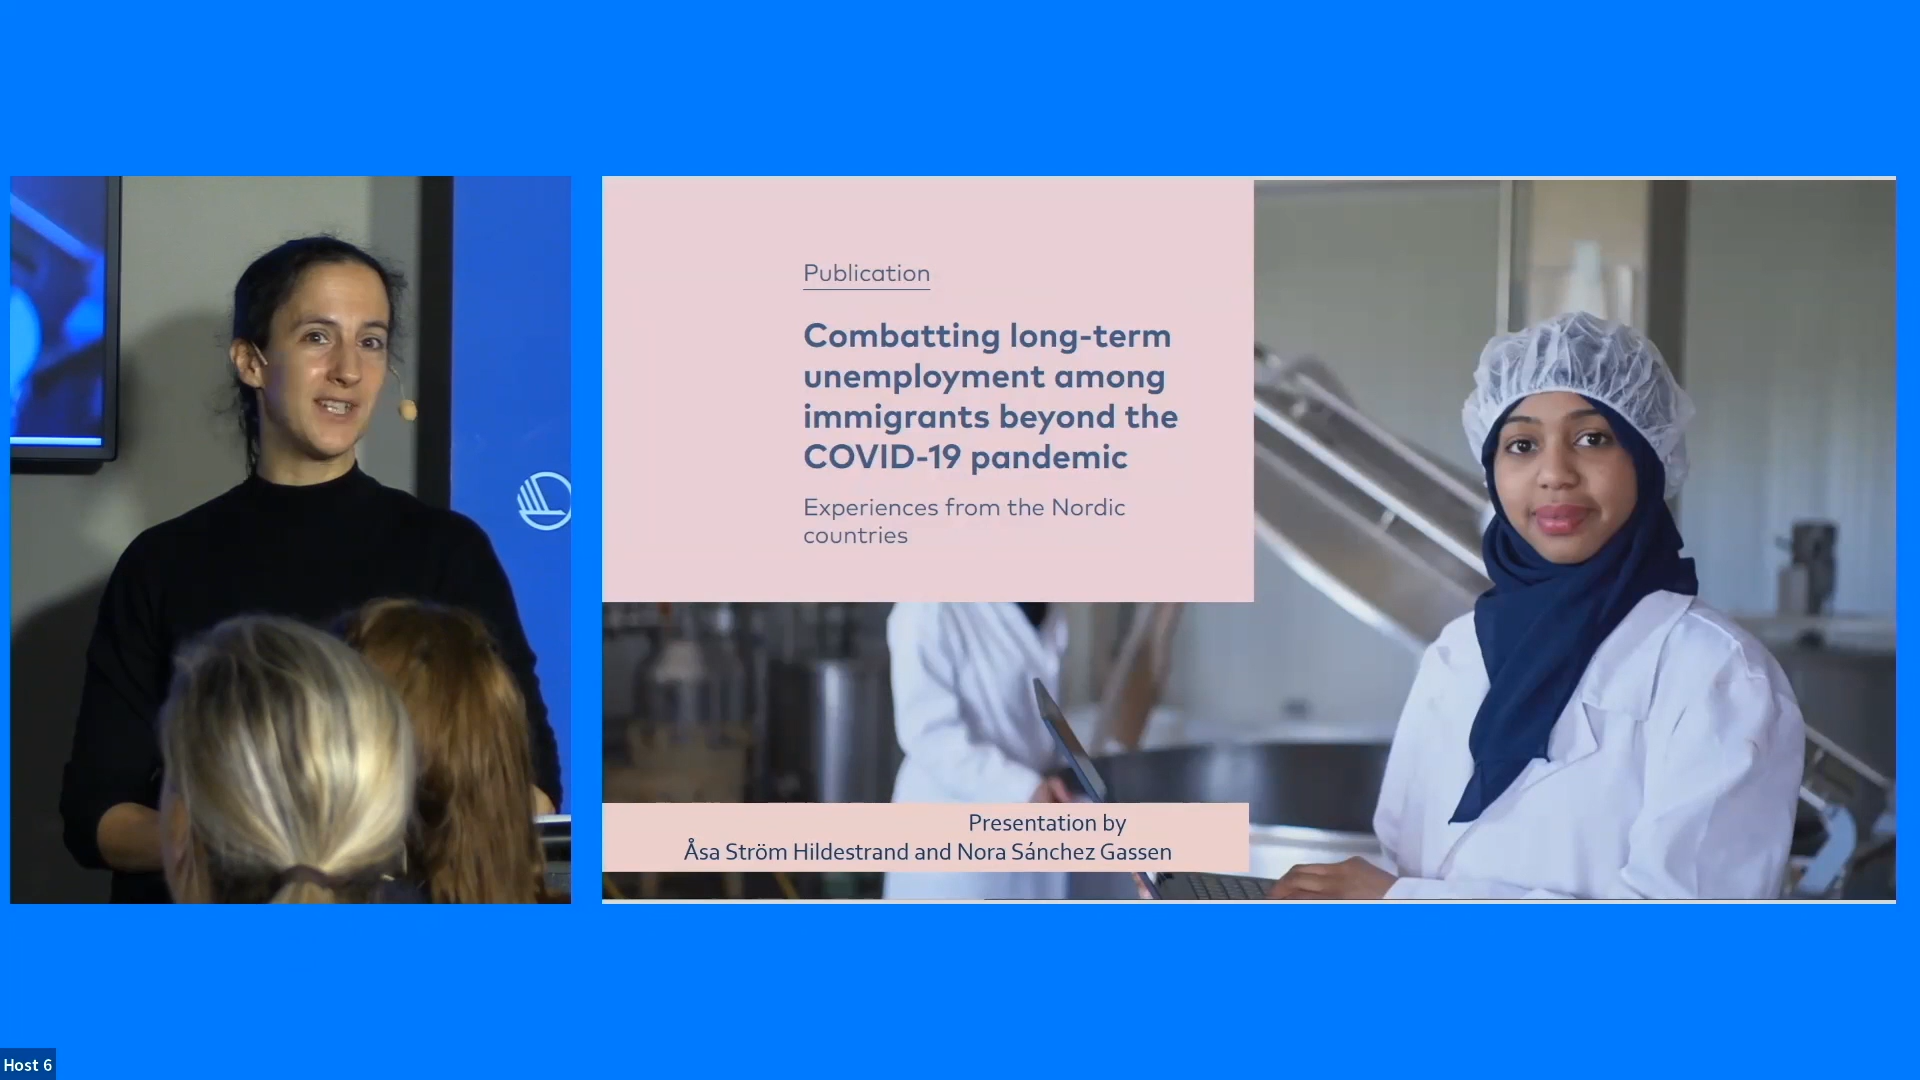 Publication
Combatting long-term
unemployment among
immigrants beyond the
COVID-19 pandemic
Experiences from the Nordic
countries
Presentation by
Åsa Ström Hildestrand and Nora Sánchez Gassen
Host 6